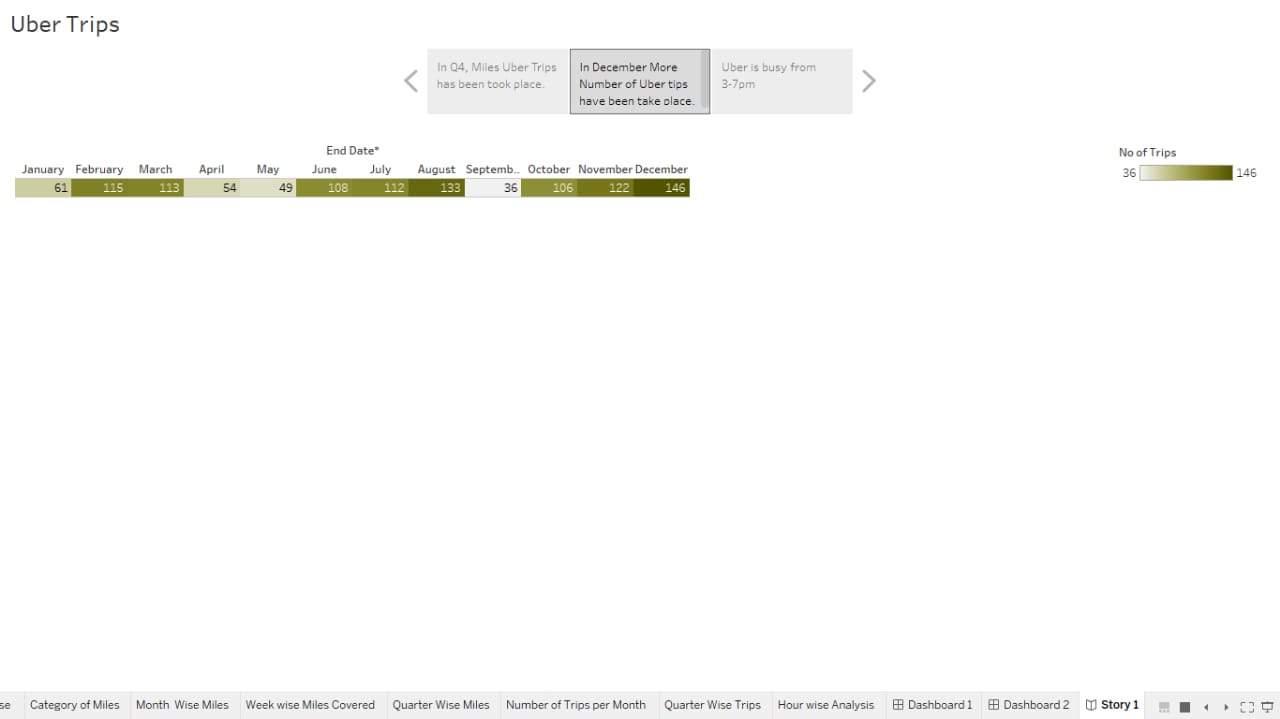 Uber Trips
In Q4, Miles Uber Trips
has been took place.
In December More
Number of Uber tips
have been take place.
Uber is busy from
3-7pm
End Date*
January February March April May June July August Septemb.. October November December
61 115 113 54 49 108 112 133 36 106 122 146
No of Trips
36 146
se Category of Miles Month Wise Miles Week wise Miles Covered Quarter Wise Miles Number of Trips per Month Quarter Wise Trips Hour wise Analysis Dashboard 1 Dashboard 2 Story 1